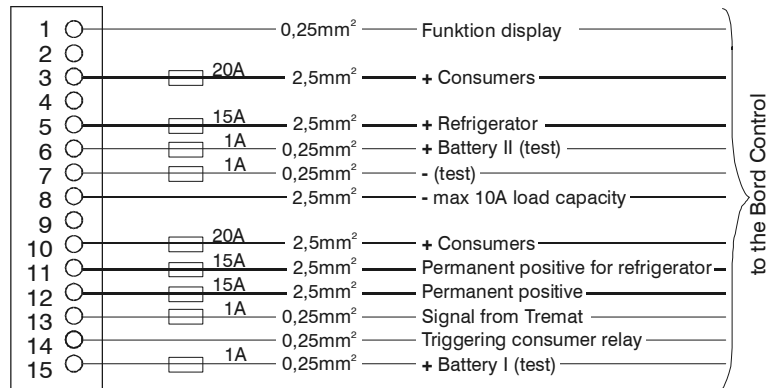 1 0,25mm² Funktion display
2
3 20A 2,5mm² + Consumers
4
5 15A 2,5mm² + Refrigerator
6 1A 0,25mm² + Battery II (test)
7 1A 0,25mm² - (test)
8 2,5mm² - max 10A load capacity
9
10 20A 2,5mm² + Consumers
11 15A 2,5mm² Permanent positive for refrigerator
12 15A 2,5mm² Permanent positive
13 1A 0,25mm² Signal from Tremat
14 0,25mm² Triggering consumer relay
15 1A 0,25mm² + Battery I (test)
to the Bord Control